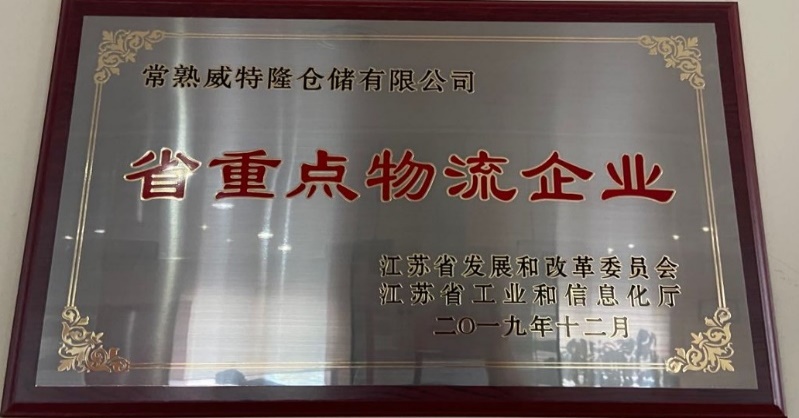 常熟威特隆仓储有限公司
省重点物流企业
江苏省发展和改革委员会
江苏省工业和信息化厅
二〇一九年十二月